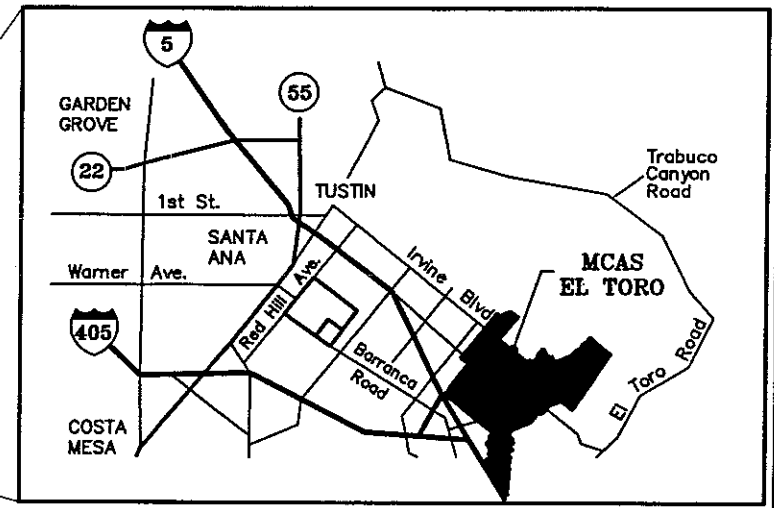 5
55
GARDEN
GROVE
22
Trabuco
Canyon
Road
TUSTIN
1st St.
SANTA
ANA
Irvine Blvd
MCAS
EL TORO
Warner Ave.
Red Hill Ave.
405
Barranca
Road
El Toro Road
COSTA
MESA